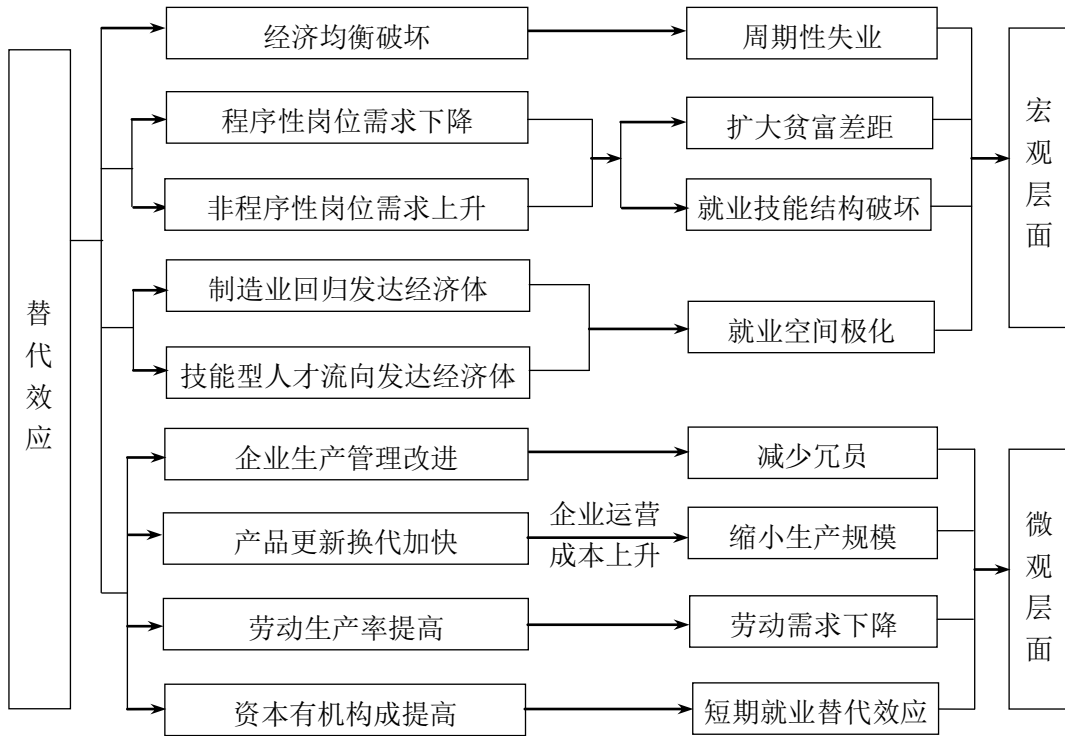 替代效应
经济均衡破坏
周期性失业
程序性岗位需求下降
扩大贫富差距
非程序性岗位需求上升
就业技能结构破坏
制造业回归发达经济体
就业空间极化
技能型人才流向发达经济体
宏观层面
企业生产管理改进
减少冗员
产品更新换代加快
企业运营
成本上升
缩小生产规模
劳动生产率提高
劳动需求下降
资本有机构成提高
短期就业替代效应
微观层面